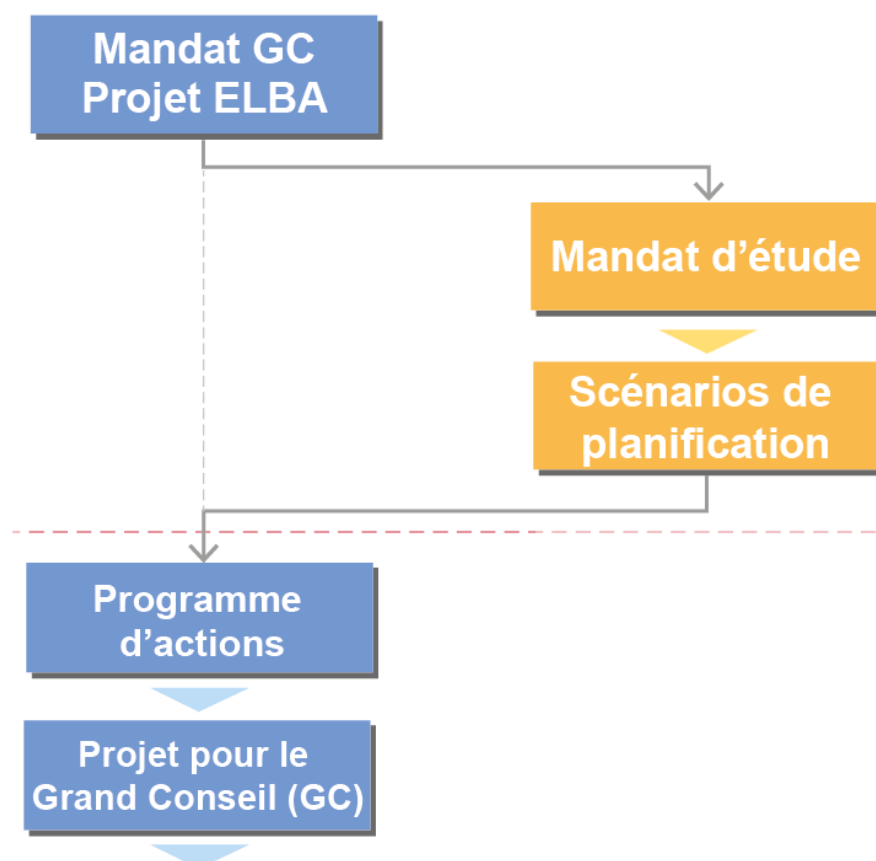 Mandat GC
Projet ELBA
Mandat d’étude
Scénarios de
planification
Programme
d’actions
Projet pour le
Grand Conseil (GC)